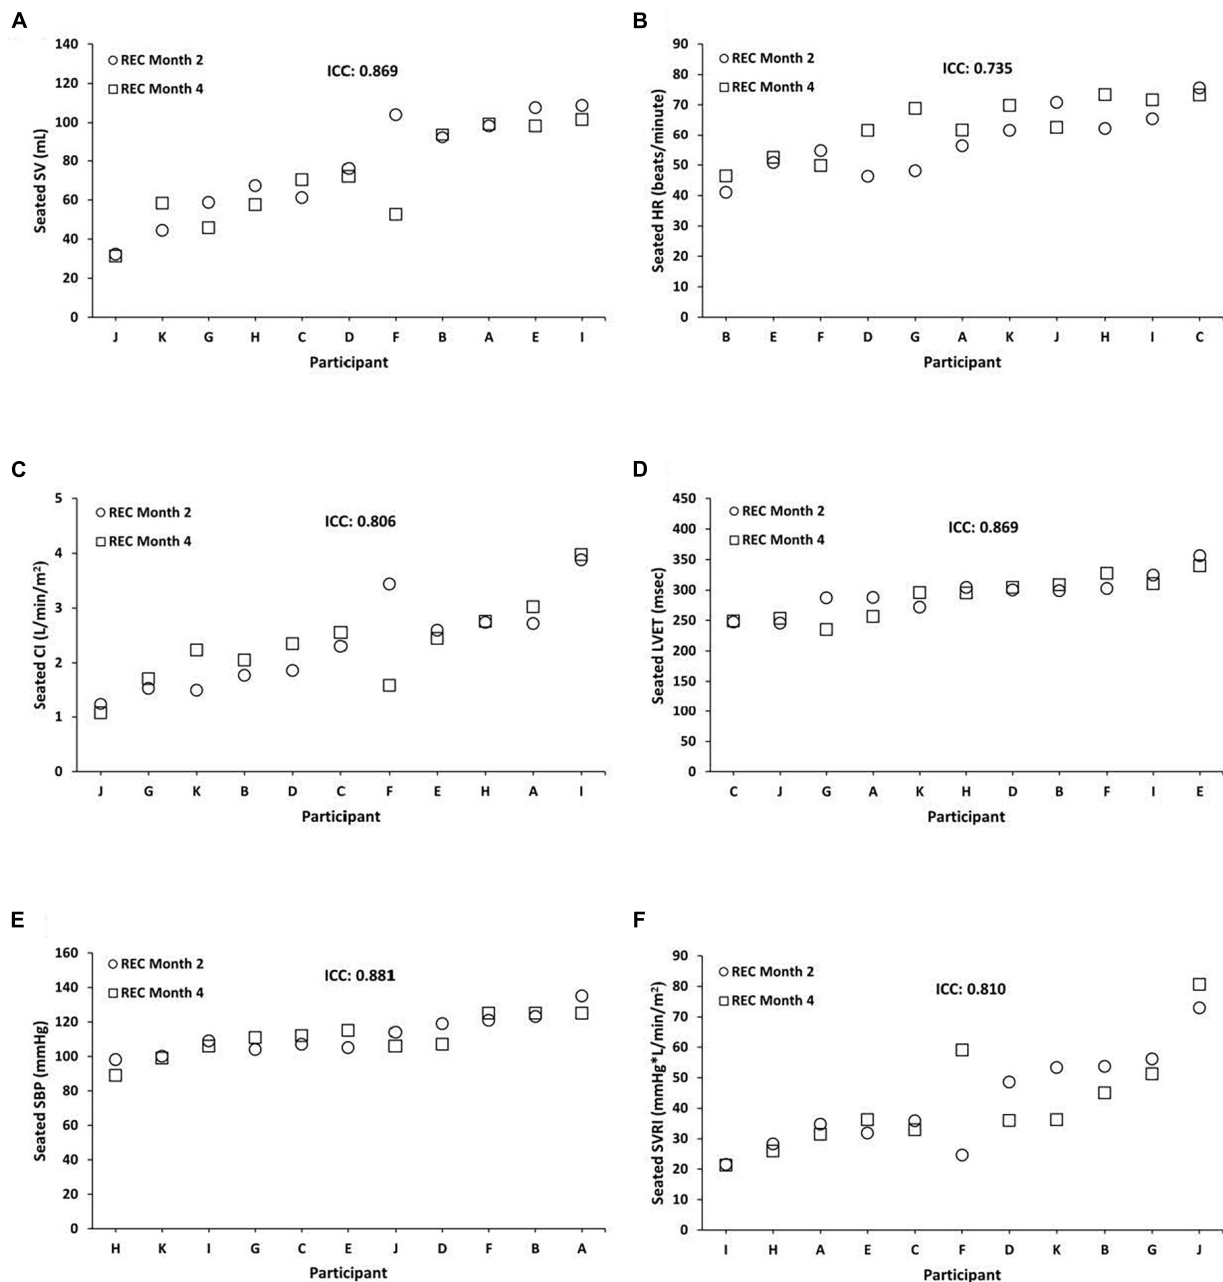 A
140
120
100
80
60
40
20
0
Seated SV (mL)
REC Month 2
REC Month 4
ICC: 0.869
J K G H C D F B A E I
Participant
B
90
80
70
60
50
40
30
20
10
0
Seated HR (beats/minute)
REC Month 2
REC Month 4
ICC: 0.735
B E F D G A K J H I C
Participant
C
5
4
3
2
1
0
Seated CI (L/min/m²)
REC Month 2
REC Month 4
ICC: 0.806
J G K B D C F E H A I
Participant
D
450
400
350
300
250
200
150
100
50
0
Seated LVET (msec)
REC Month 2
REC Month 4
ICC: 0.869
C J G A K H D B F I E
Participant
E
160
140
120
100
80
60
40
20
0
Seated SBP (mmHg)
REC Month 2
REC Month 4
ICC: 0.881
H K I G C E J D F B A
Participant
F
90
80
70
60
50
40
30
20
10
0
Seated SVRI (mmHg*L/min/m²)
REC Month 2
REC Month 4
ICC: 0.810
I H A E C F D K B G J
Participant